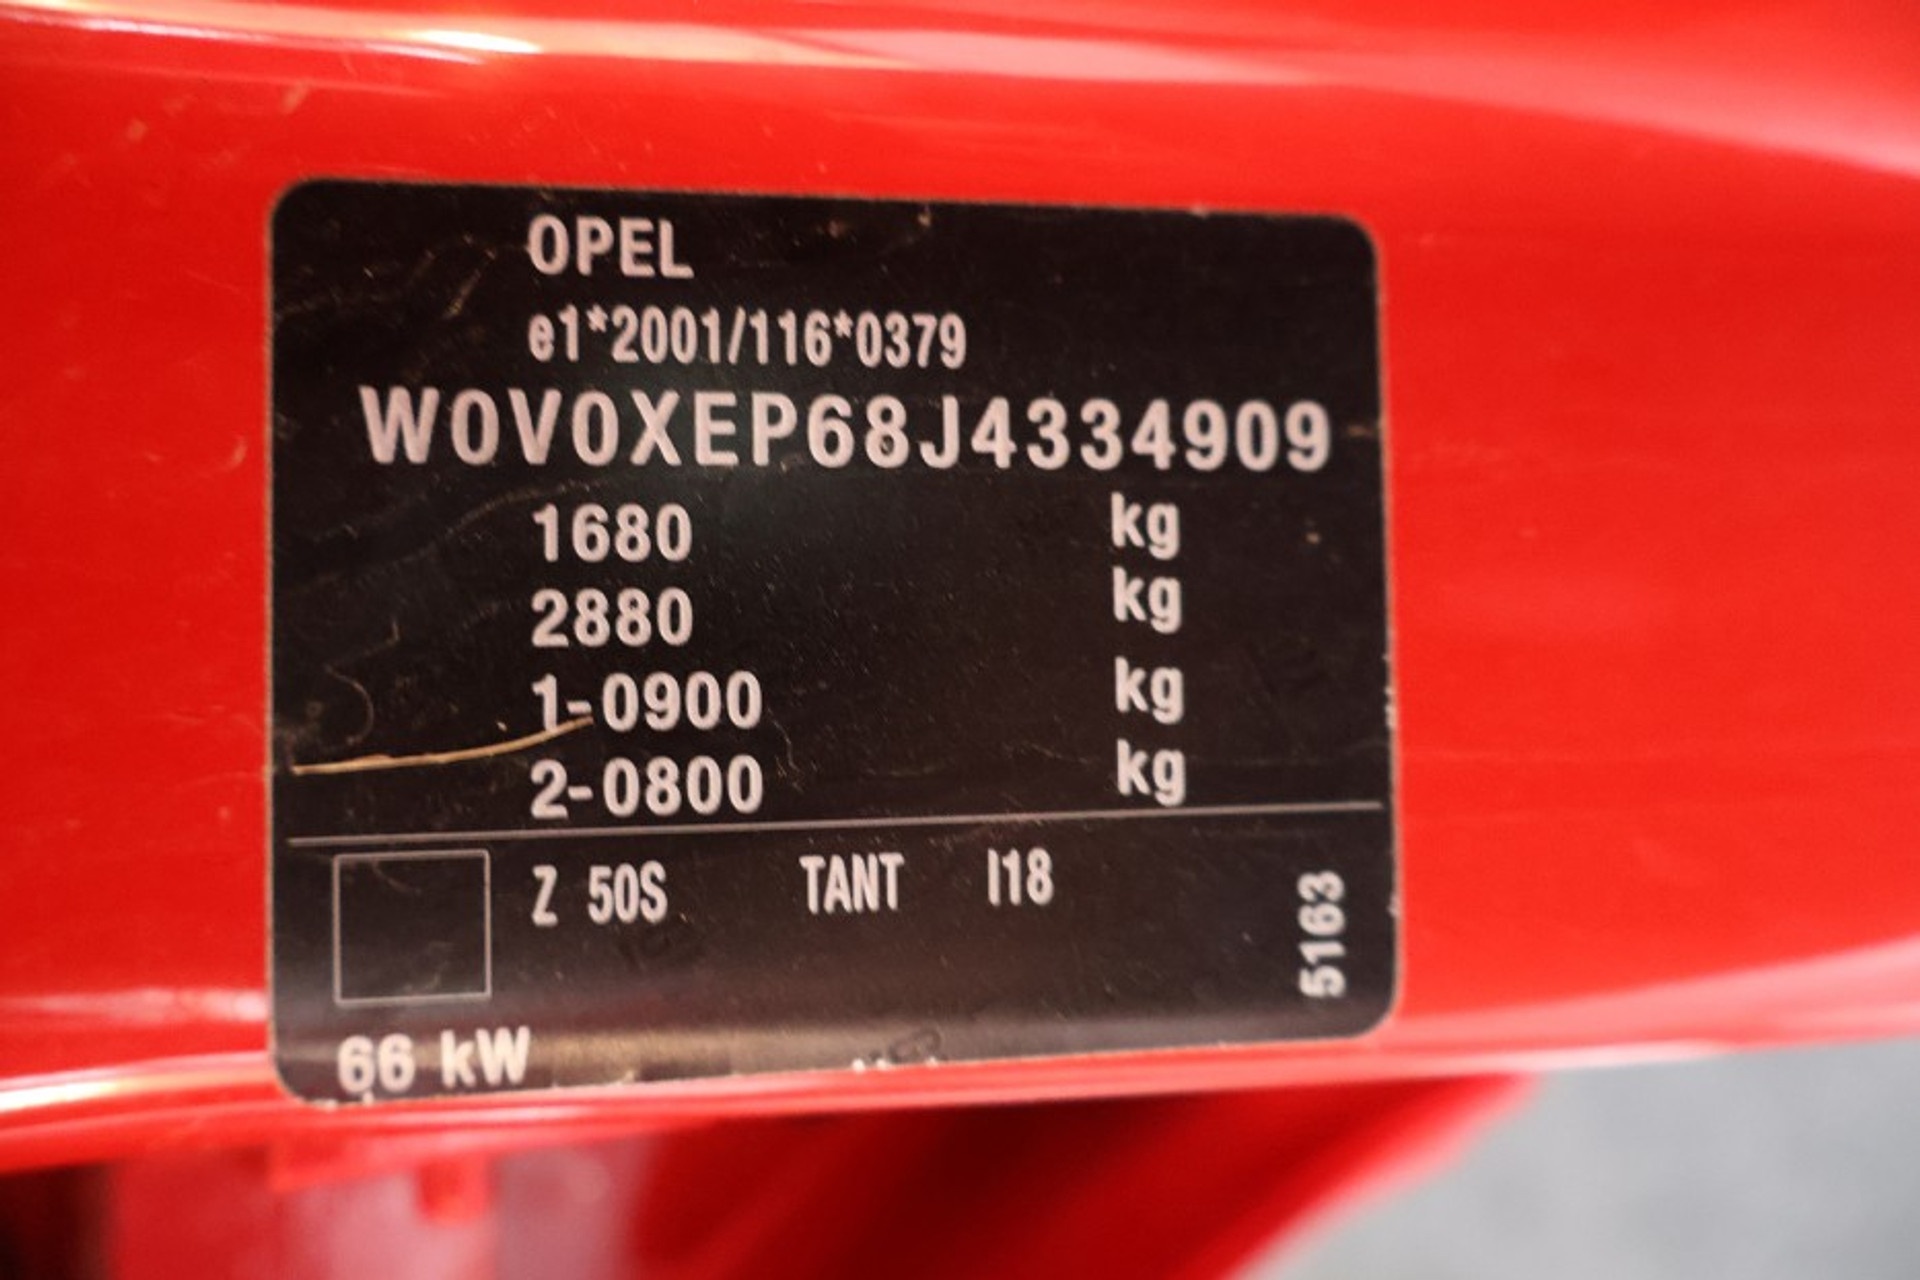 OPEL
e1*2001/116*0379
W0V0XEP68J4334909
1680 kg
2880 kg
1-0900 kg
2-0800 kg
Z 50S TANT I18
5163
66 kW